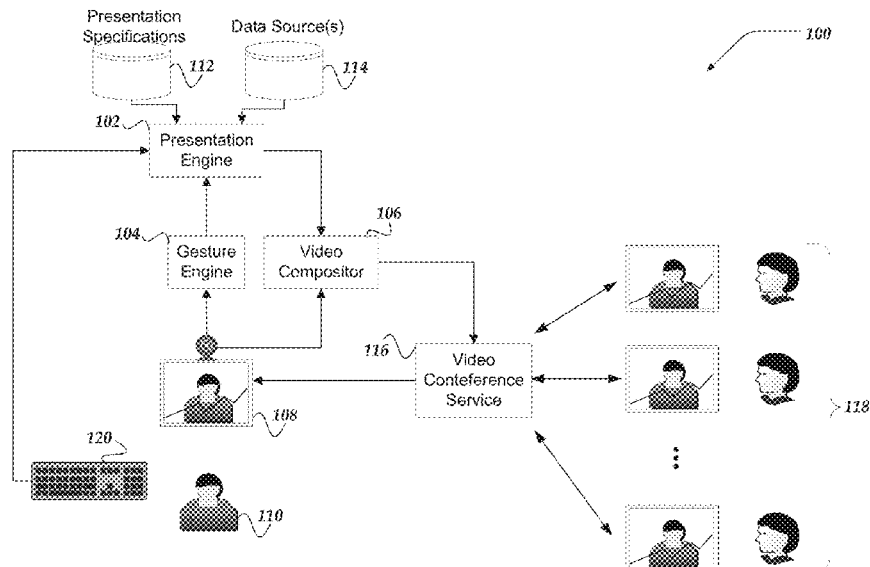 Presentation
Specifications
Data Source(s)
100
112
114
102
Presentation
Engine
104
Gesture
Engine
106
Video
Compositor
116
Video
Conteference
Service
108
118
120
110